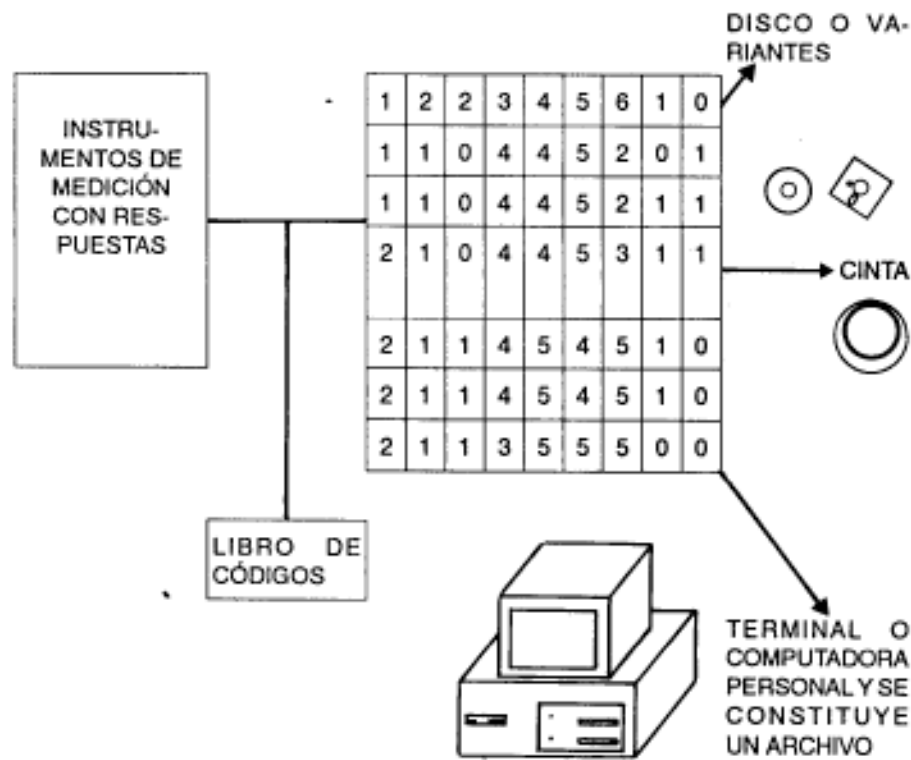 DISCO O VA-
RIANTES
INSTRU-
MENTOS DE
MEDICIÓN
CON RES-
PUESTAS
1 2 2 3 4 5 6 1 0
1 1 0 4 4 5 2 0 1
1 1 0 4 4 5 2 1 1
2 1 0 4 4 5 3 1 1
2 1 1 4 5 4 5 1 0
2 1 1 4 5 4 5 1 0
2 1 1 3 5 5 5 0 0
CINTA
LIBRO DE
CÓDIGOS
TERMINAL O
COMPUTADORA
PERSONAL Y SE
CONSTITUYE
UN ARCHIVO